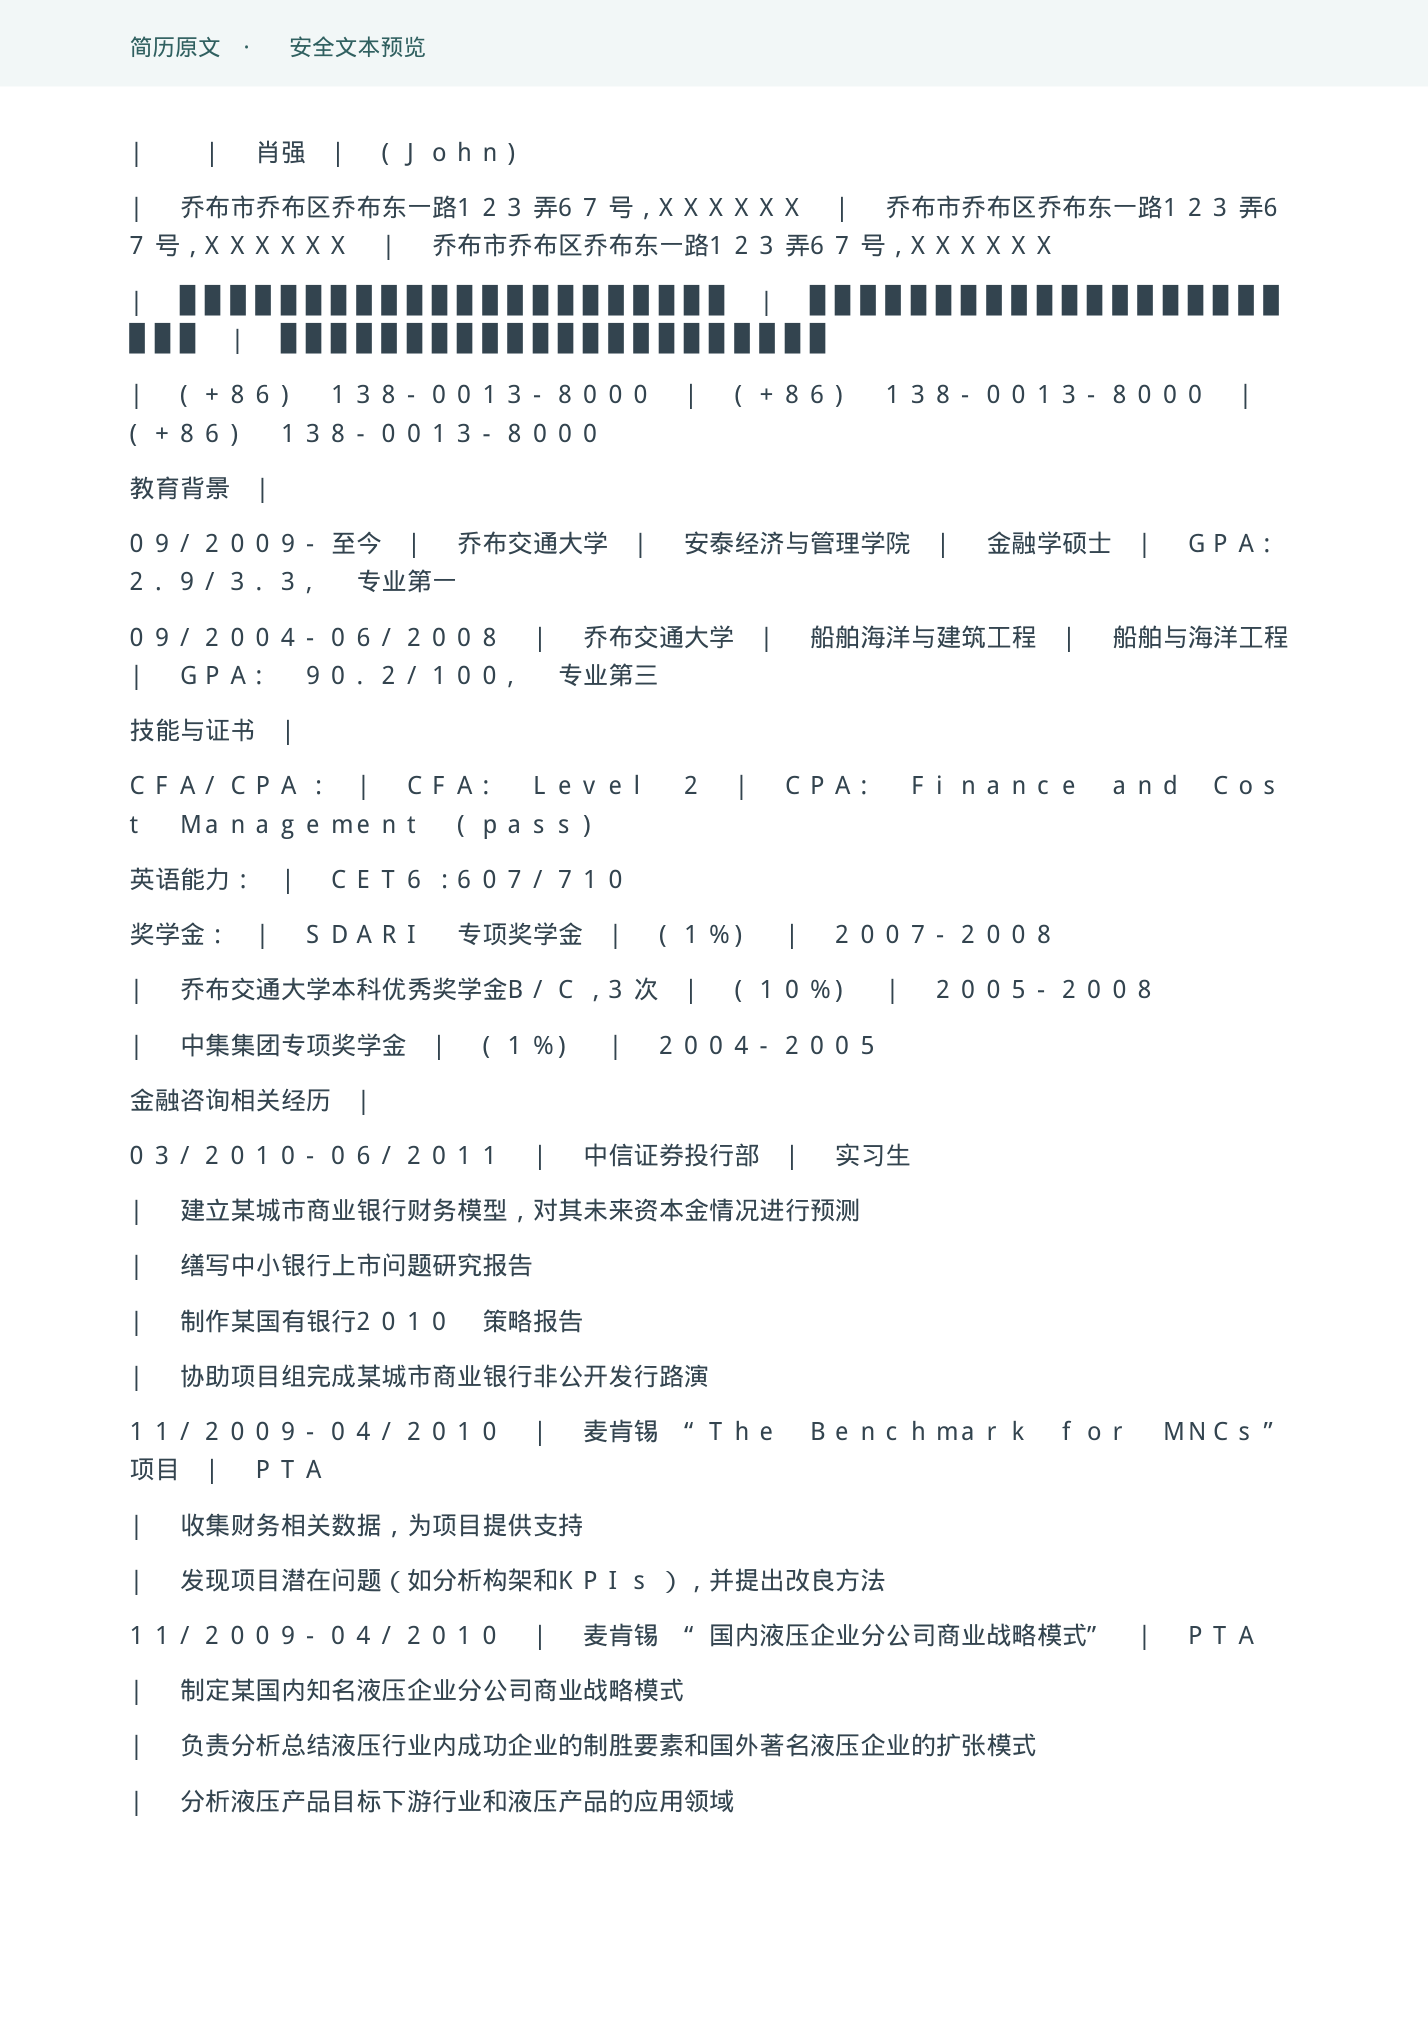 简历原文 · 安全文本预览
| | 肖强 | (John)
| 乔布市乔布区乔布东一路123弄67号,XXXXXX | 乔布市乔布区乔布东一路123弄6
7号,XXXXXX | 乔布市乔布区乔布东一路123弄67号,XXXXXX
| ██████████████████████ | ███████████████████
███ | ██████████████████████
| (+86) 138-0013-8000 | (+86) 138-0013-8000 |
(+86) 138-0013-8000
教育背景 |
09/2009-至今 | 乔布交通大学 | 安泰经济与管理学院 | 金融学硕士 | GPA:
2.9/3.3, 专业第一
09/2004-06/2008 | 乔布交通大学 | 船舶海洋与建筑工程 | 船舶与海洋工程
| GPA: 90.2/100, 专业第三
技能与证书 |
CFA/CPA: | CFA: Level 2 | CPA: Finance and Cos
t Management (pass)
英语能力: | CET6:607/710
奖学金: | SDARI 专项奖学金 | (1%) | 2007-2008
| 乔布交通大学本科优秀奖学金B/C,3次 | (10%) | 2005-2008
| 中集集团专项奖学金 | (1%) | 2004-2005
金融咨询相关经历 |
03/2010-06/2011 | 中信证券投行部 | 实习生
| 建立某城市商业银行财务模型,对其未来资本金情况进行预测
| 缮写中小银行上市问题研究报告
| 制作某国有银行2010 策略报告
| 协助项目组完成某城市商业银行非公开发行路演
11/2009-04/2010 | 麦肯锡 “The Benchmark for MNCs”
项目 | PTA
| 收集财务相关数据,为项目提供支持
| 发现项目潜在问题(如分析构架和KPIs),并提出改良方法
11/2009-04/2010 | 麦肯锡 “国内液压企业分公司商业战略模式” | PTA
| 制定某国内知名液压企业分公司商业战略模式
| 负责分析总结液压行业内成功企业的制胜要素和国外著名液压企业的扩张模式
| 分析液压产品目标下游行业和液压产品的应用领域